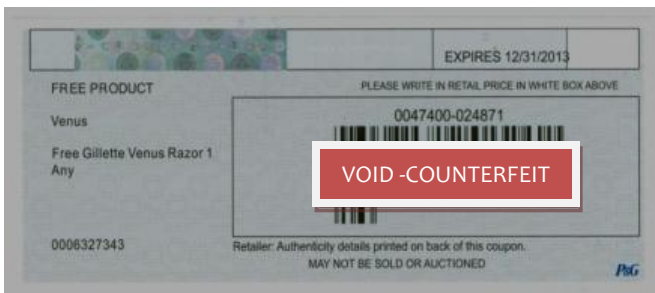 EXPIRES 12/31/2013
FREE PRODUCT
PLEASE WRITE IN RETAIL PRICE IN WHITE BOX ABOVE
Venus
0047400-024871
Free Gillette Venus Razor 1
Any
VOID -COUNTERFEIT
0006327343
Retailer: Authenticity details printed on back of this coupon.
MAY NOT BE SOLD OR AUCTIONED
P&G